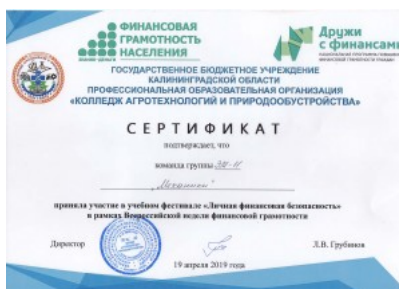 ФИНАНСОВАЯ
ГРАМОТНОСТЬ
НАСЕЛЕНИЯ
Дружи
с финансами
ГОСУДАРСТВЕННОЕ БЮДЖЕТНОЕ УЧРЕЖДЕНИЕ
КАЛИНИНГРАДСКОЙ ОБЛАСТИ
ПРОФЕССИОНАЛЬНАЯ ОБРАЗОВАТЕЛЬНАЯ ОРГАНИЗАЦИЯ
«КОЛЛЕДЖ АГРОТЕХНОЛОГИЙ И ПРИРОДООБУСТРОЙСТВА»
СЕРТИФИКАТ
подтверждает, что
команда группы
приняла участие в учебном фестивале «Личная финансовая безопасность»
в рамках Всероссийской недели финансовой грамотности
Директор
Л.В. Грубинов
19 апреля 2019 года